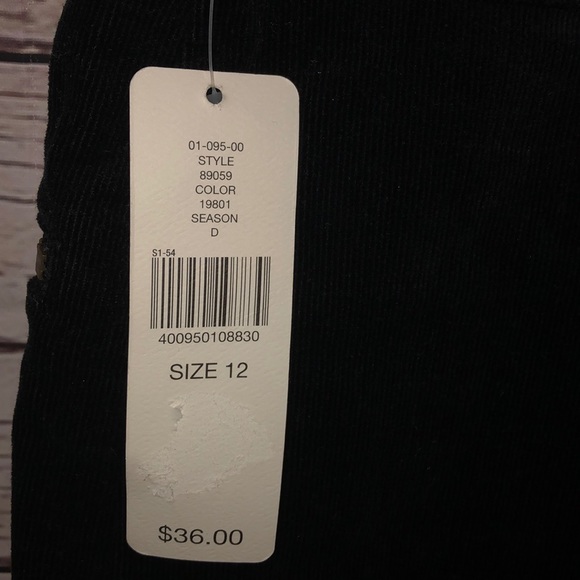 01-095-00
STYLE
89059
COLOR
19801
SEASON
D
S1-54
400950108830
SIZE 12
$36.00